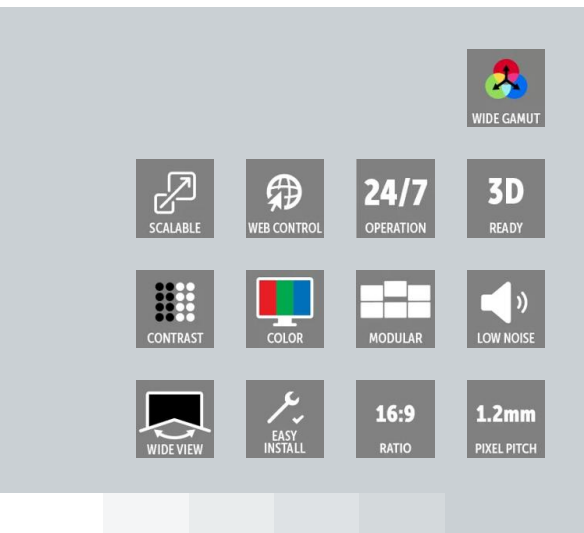 WIDE GAMUT
SCALABLE
WEB CONTROL
24/7
OPERATION
3D
READY
CONTRAST
COLOR
MODULAR
LOW NOISE
WIDE VIEW
EASY
INSTALL
16:9
RATIO
1.2mm
PIXEL PITCH